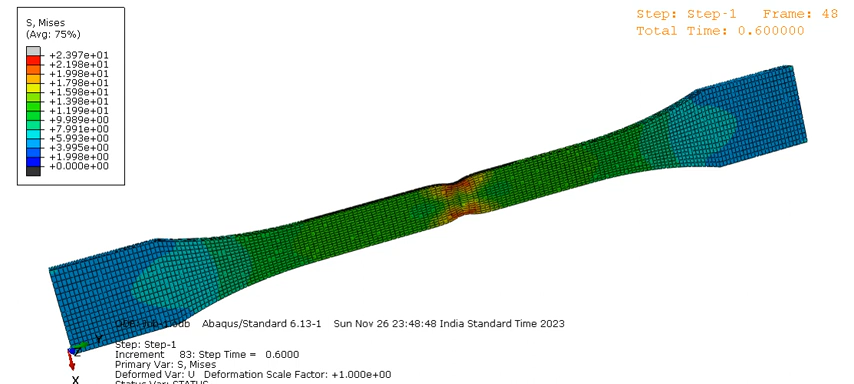 S, Mises
(Avg: 75%)
+2.397e+01
+2.198e+01
+1.998e+01
+1.798e+01
+1.598e+01
+1.398e+01
+1.199e+01
+9.989e+00
+7.991e+00
+5.993e+00
+3.995e+00
+1.998e+00
+0.000e+00
Step: Step-1 Frame: 48
Total Time: 0.600000
Abaqus/Standard 6.13-1 Sun Nov 26 23:48:48 India Standard Time 2023
Y
Z
X
Step: Step-1
Increment 83: Step Time = 0.6000
Primary Var: S, Mises
Deformed Var: U Deformation Scale Factor: +1.000e+00
Status Var: STATUS